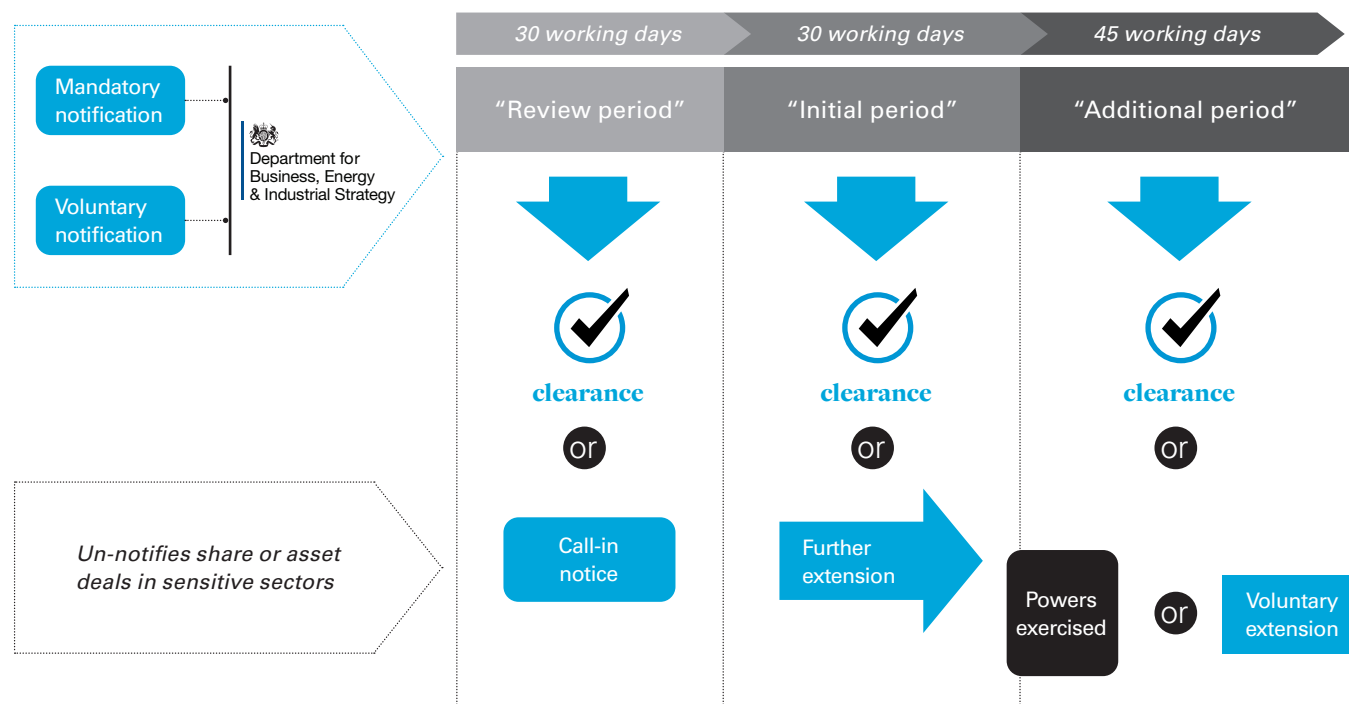 30 working days
30 working days
45 working days
Mandatory
notification
Voluntary
notification
Department for
Business, Energy
& Industrial Strategy
“Review period”
“Initial period”
“Additional period”
clearance
clearance
clearance
or
or
or
Un-notifies share or asset
deals in sensitive sectors
Call-in
notice
Further
extension
Powers
exercised
or
Voluntary
extension